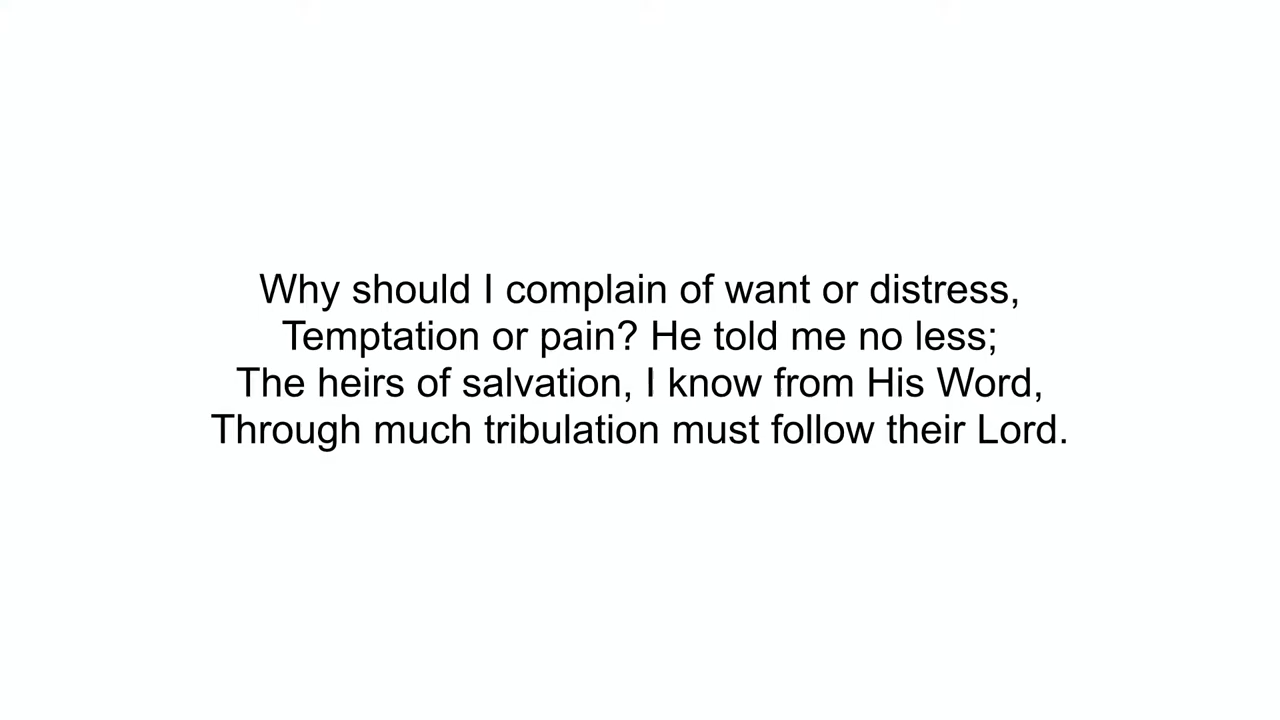 Why should I complain of want or distress,
Temptation or pain? He told me no less;
The heirs of salvation, I know from His Word,
Through much tribulation must follow their Lord.